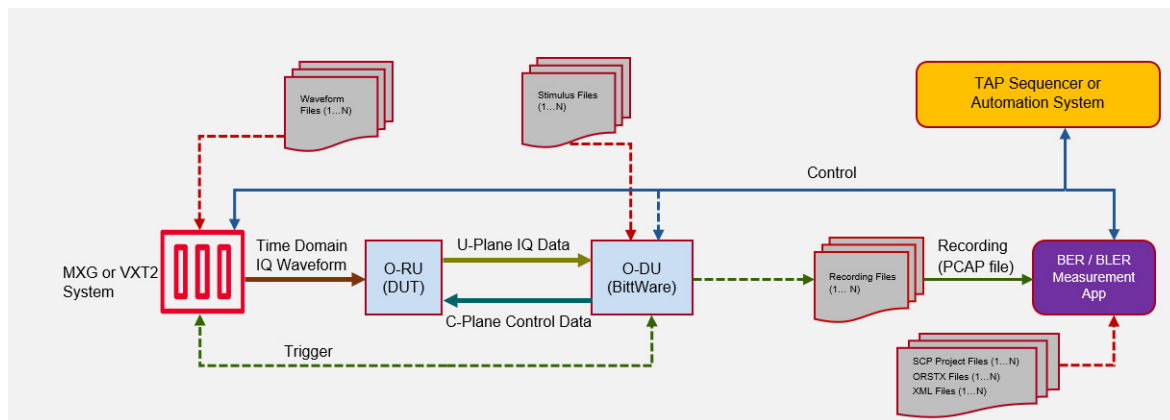 Waveform
Files (1…N)
Stimulus Files
(1…N)
TAP Sequencer or
Automation System
Control
MXG or VXT2
System
Time Domain
IQ Waveform
O-RU
(DUT)
U-Plane IQ Data
C-Plane Control Data
O-DU
(BittWare)
Trigger
Recording Files
(1… N)
Recording
(PCAP file)
BER / BLER
Measurement
App
SCP Project Files (1…N)
ORSTX Files (1…N)
XML Files (1…N)